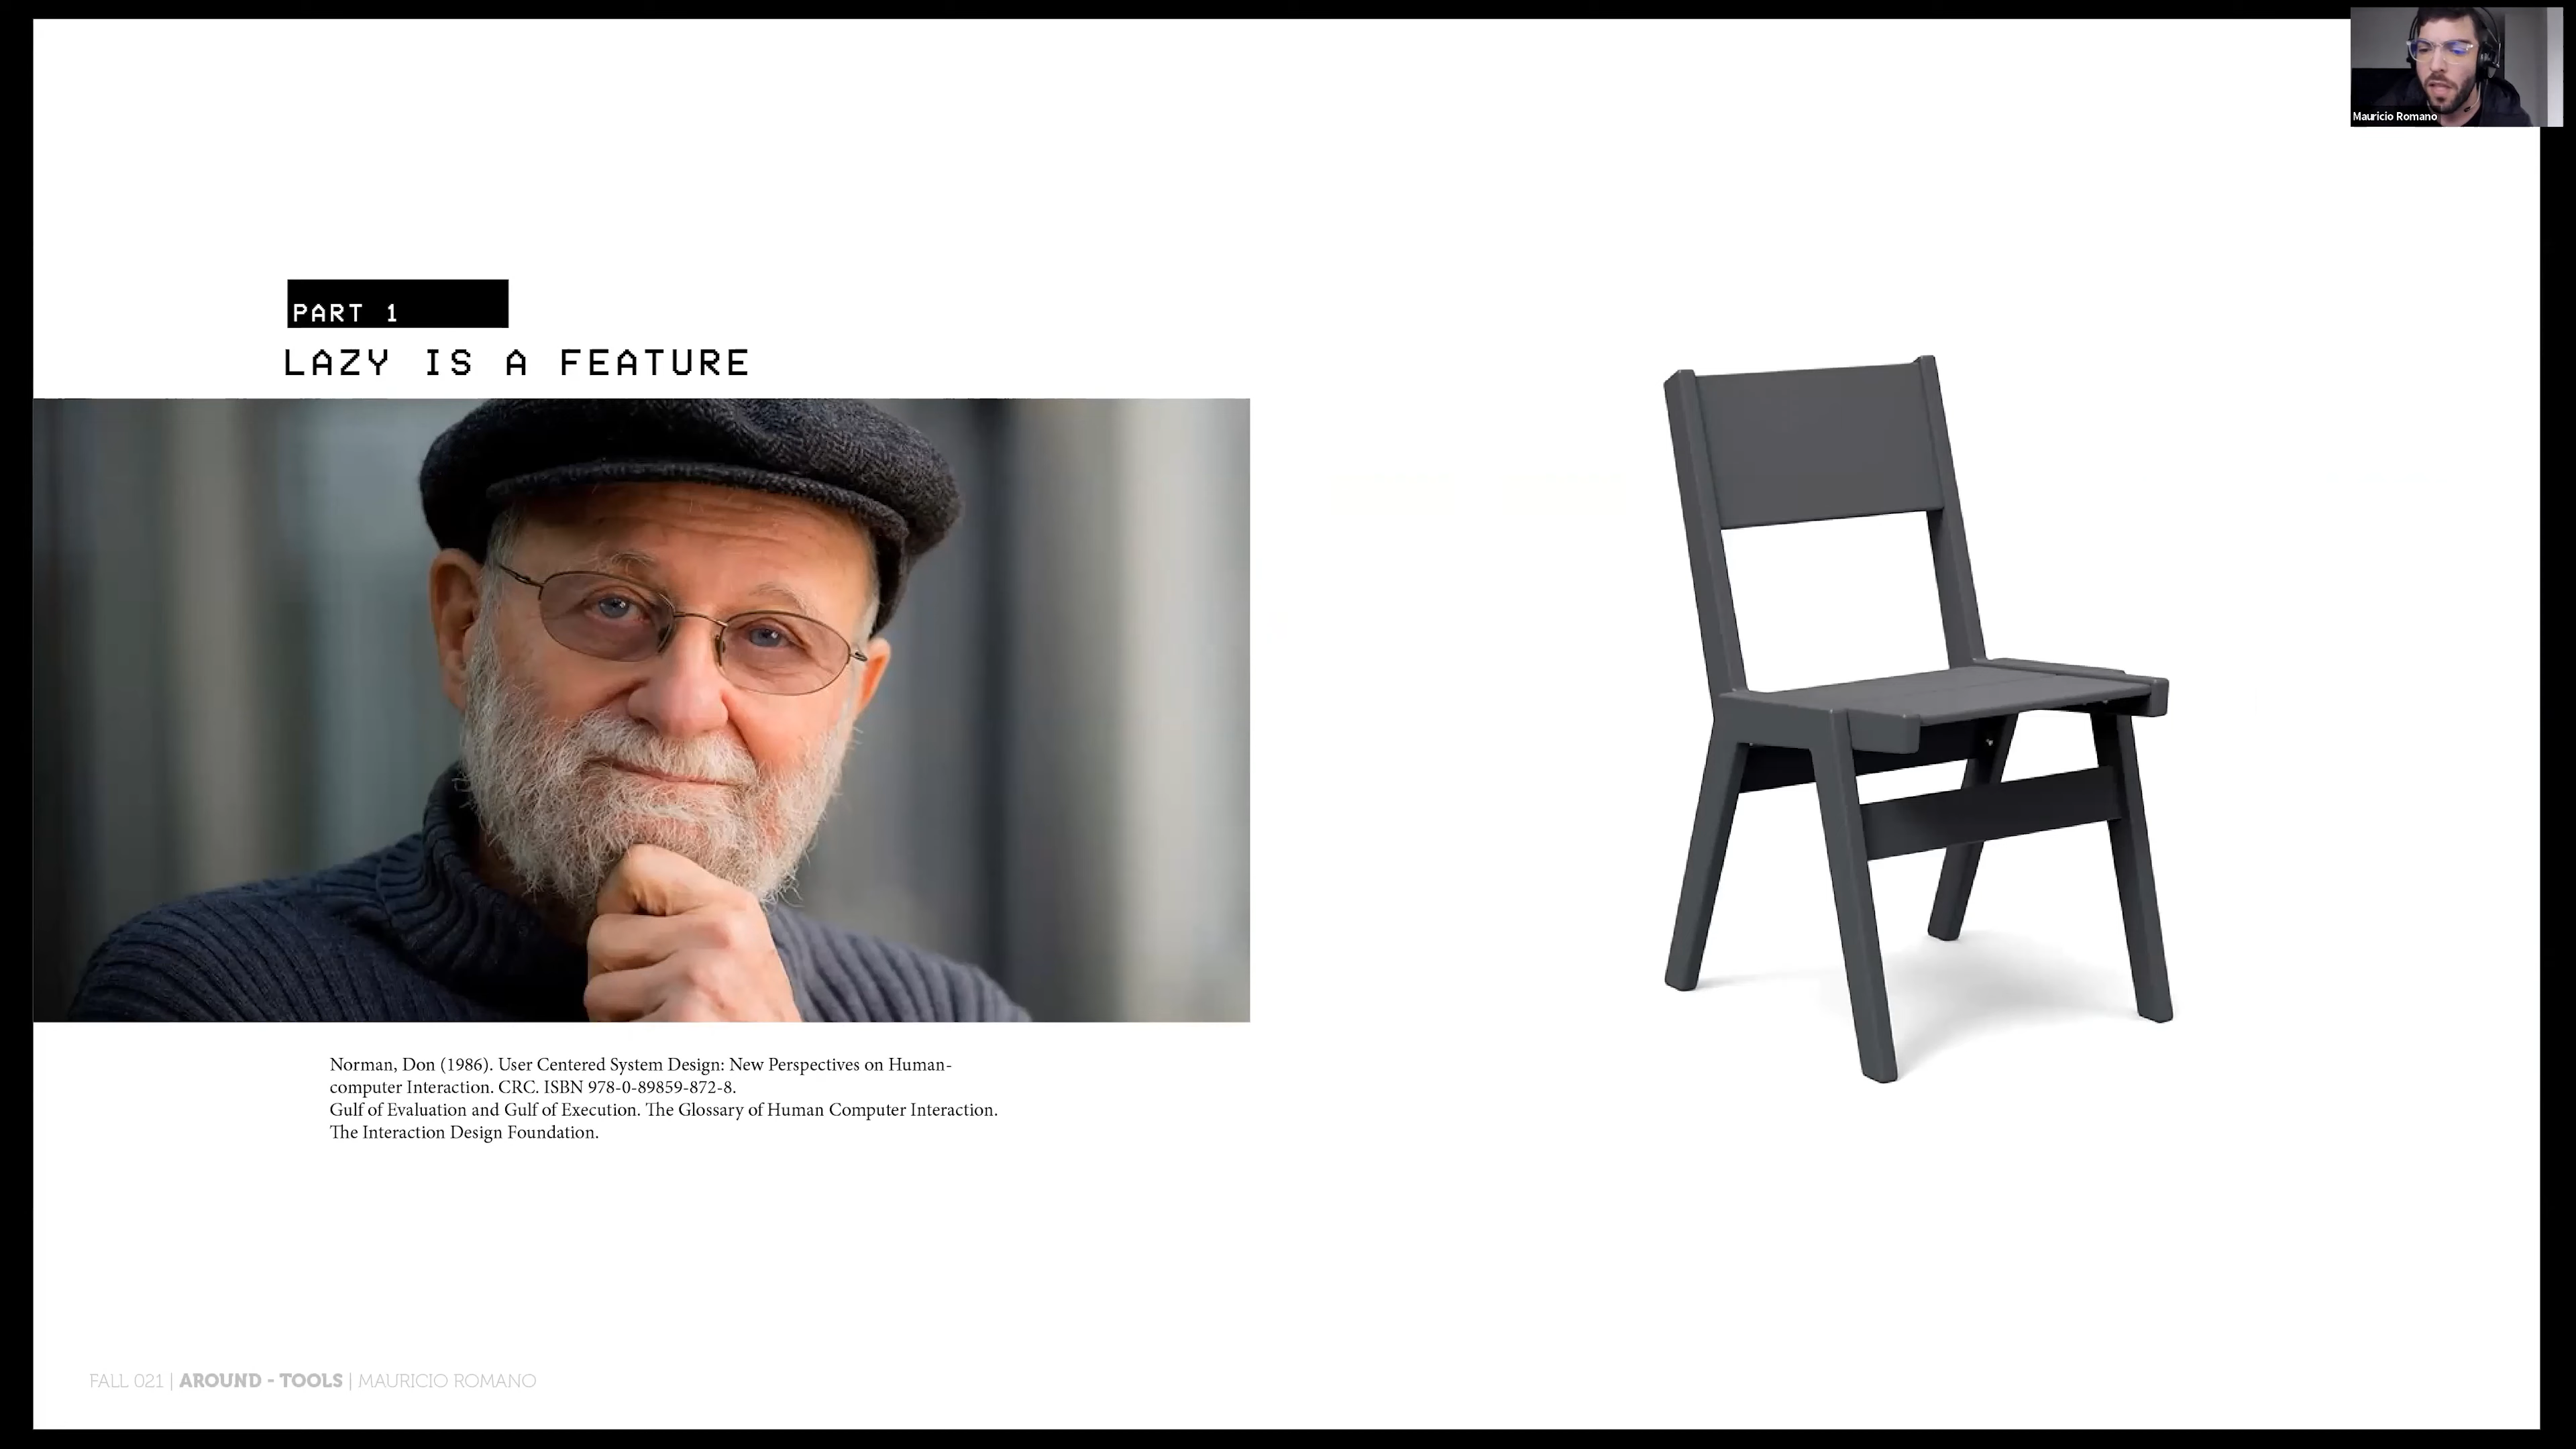 Mauricio Romano
PART 1
LAZY IS A FEATURE
Norman, Don (1986). User Centered System Design: New Perspectives on Human-
computer Interaction. CRC. ISBN 978-0-89859-872-8.
Gulf of Evaluation and Gulf of Execution. The Glossary of Human Computer Interaction.
The Interaction Design Foundation.
FALL 021 | AROUND - TOOLS | MAURICIO ROMANO